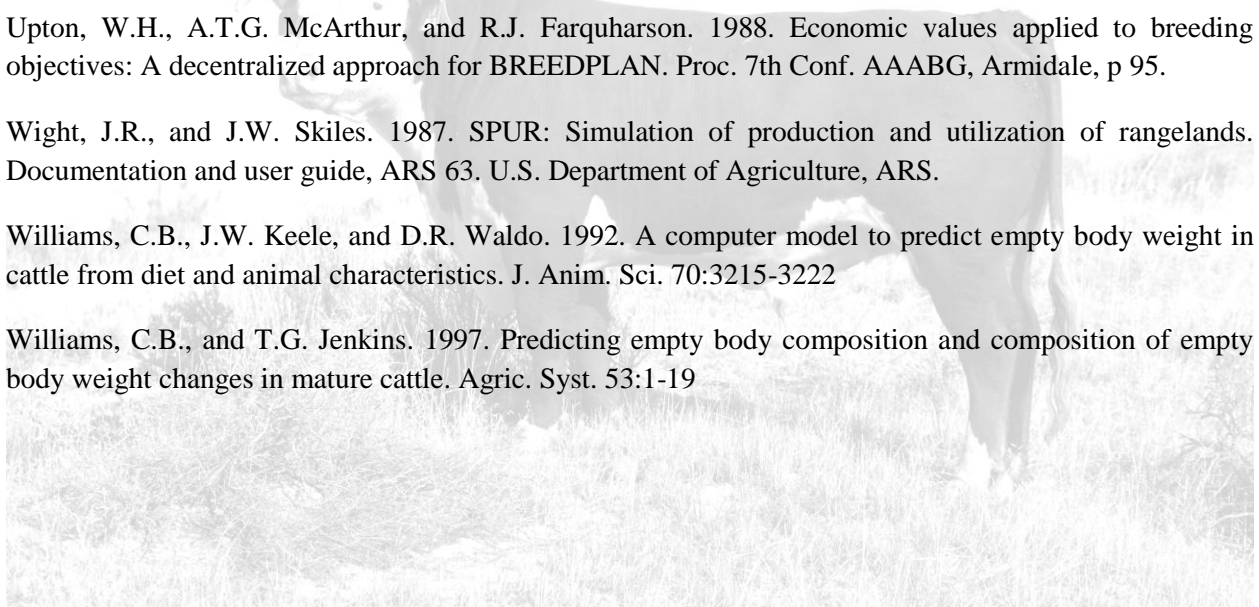 Upton, W.H., A.T.G. McArthur, and R.J. Farquharson. 1988. Economic values applied to breeding
objectives: A decentralized approach for BREEDPLAN. Proc. 7th Conf. AAABG, Armidale, p 95.
Wight, J.R., and J.W. Skiles. 1987. SPUR: Simulation of production and utilization of rangelands.
Documentation and user guide, ARS 63. U.S. Department of Agriculture, ARS.
Williams, C.B., J.W. Keele, and D.R. Waldo. 1992. A computer model to predict empty body weight in
cattle from diet and animal characteristics. J. Anim. Sci. 70:3215-3222
Williams, C.B., and T.G. Jenkins. 1997. Predicting empty body composition and composition of empty
body weight changes in mature cattle. Agric. Syst. 53:1-19